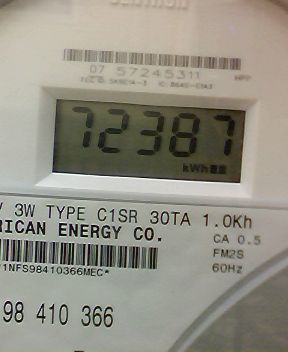 07 57245311
72387
kWh
V 3W TYPE C1SR 30TA 1.0Kh
RICAN ENERGY CO.
CA 0.5
FM2S
60Hz
1NFS98410366MEC*
98 410 366